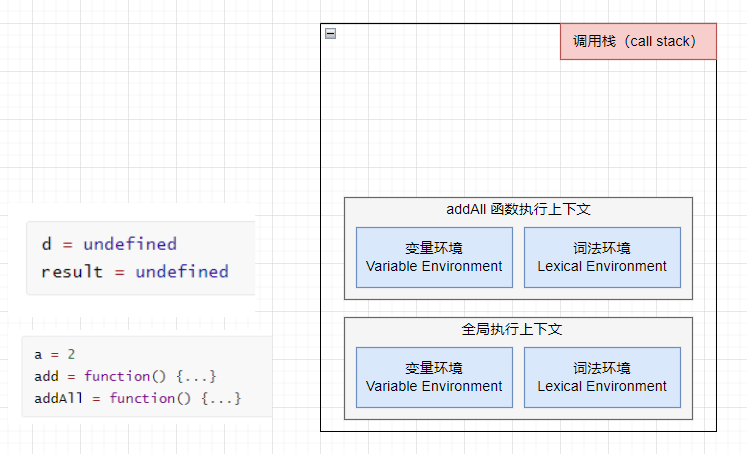 调用栈（call stack）
addAll 函数执行上下文
变量环境
Variable Environment
词法环境
Lexical Environment
d = undefined
result = undefined
全局执行上下文
变量环境
Variable Environment
词法环境
Lexical Environment
a = 2
add = function() {...}
addAll = function() {...}